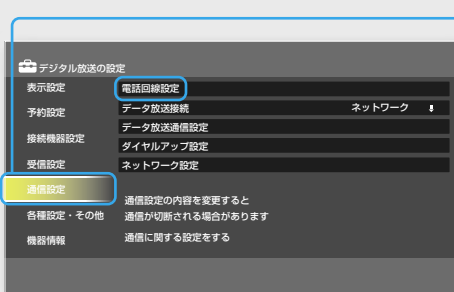 デジタル放送の設定
表示設定
予約設定
接続機器設定
受信設定
通信設定
各種設定・その他
機器情報
電話回線設定
データ放送接続 ネットワーク
データ放送通信設定
ダイヤルアップ設定
ネットワーク設定
通信設定の内容を変更すると
通信が切断される場合があります
通信に関する設定をする